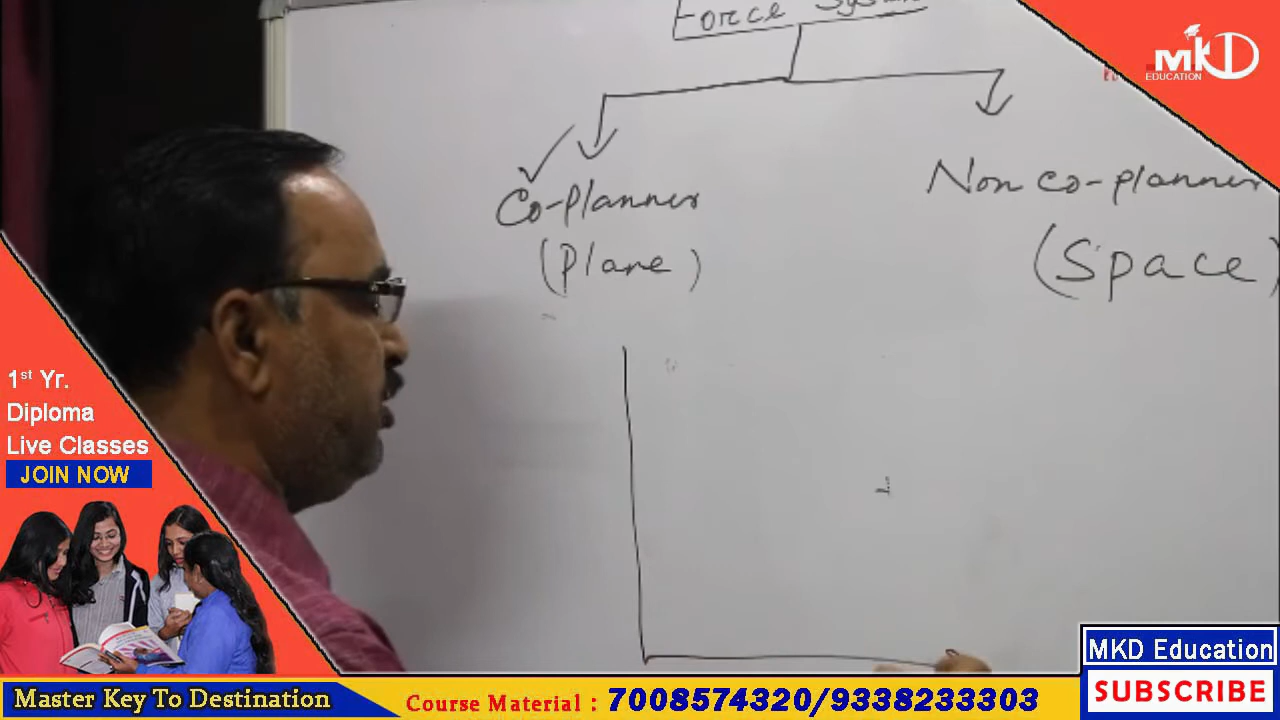 Force System
MKD
EDUCATION
Co-planner
Non co-planner
(Plane)
(Space)
1st Yr.
Diploma
Live Classes
JOIN NOW
MKD Education
SUBSCRIBE
Master Key To Destination
Course Material : 7008574320/9338233303